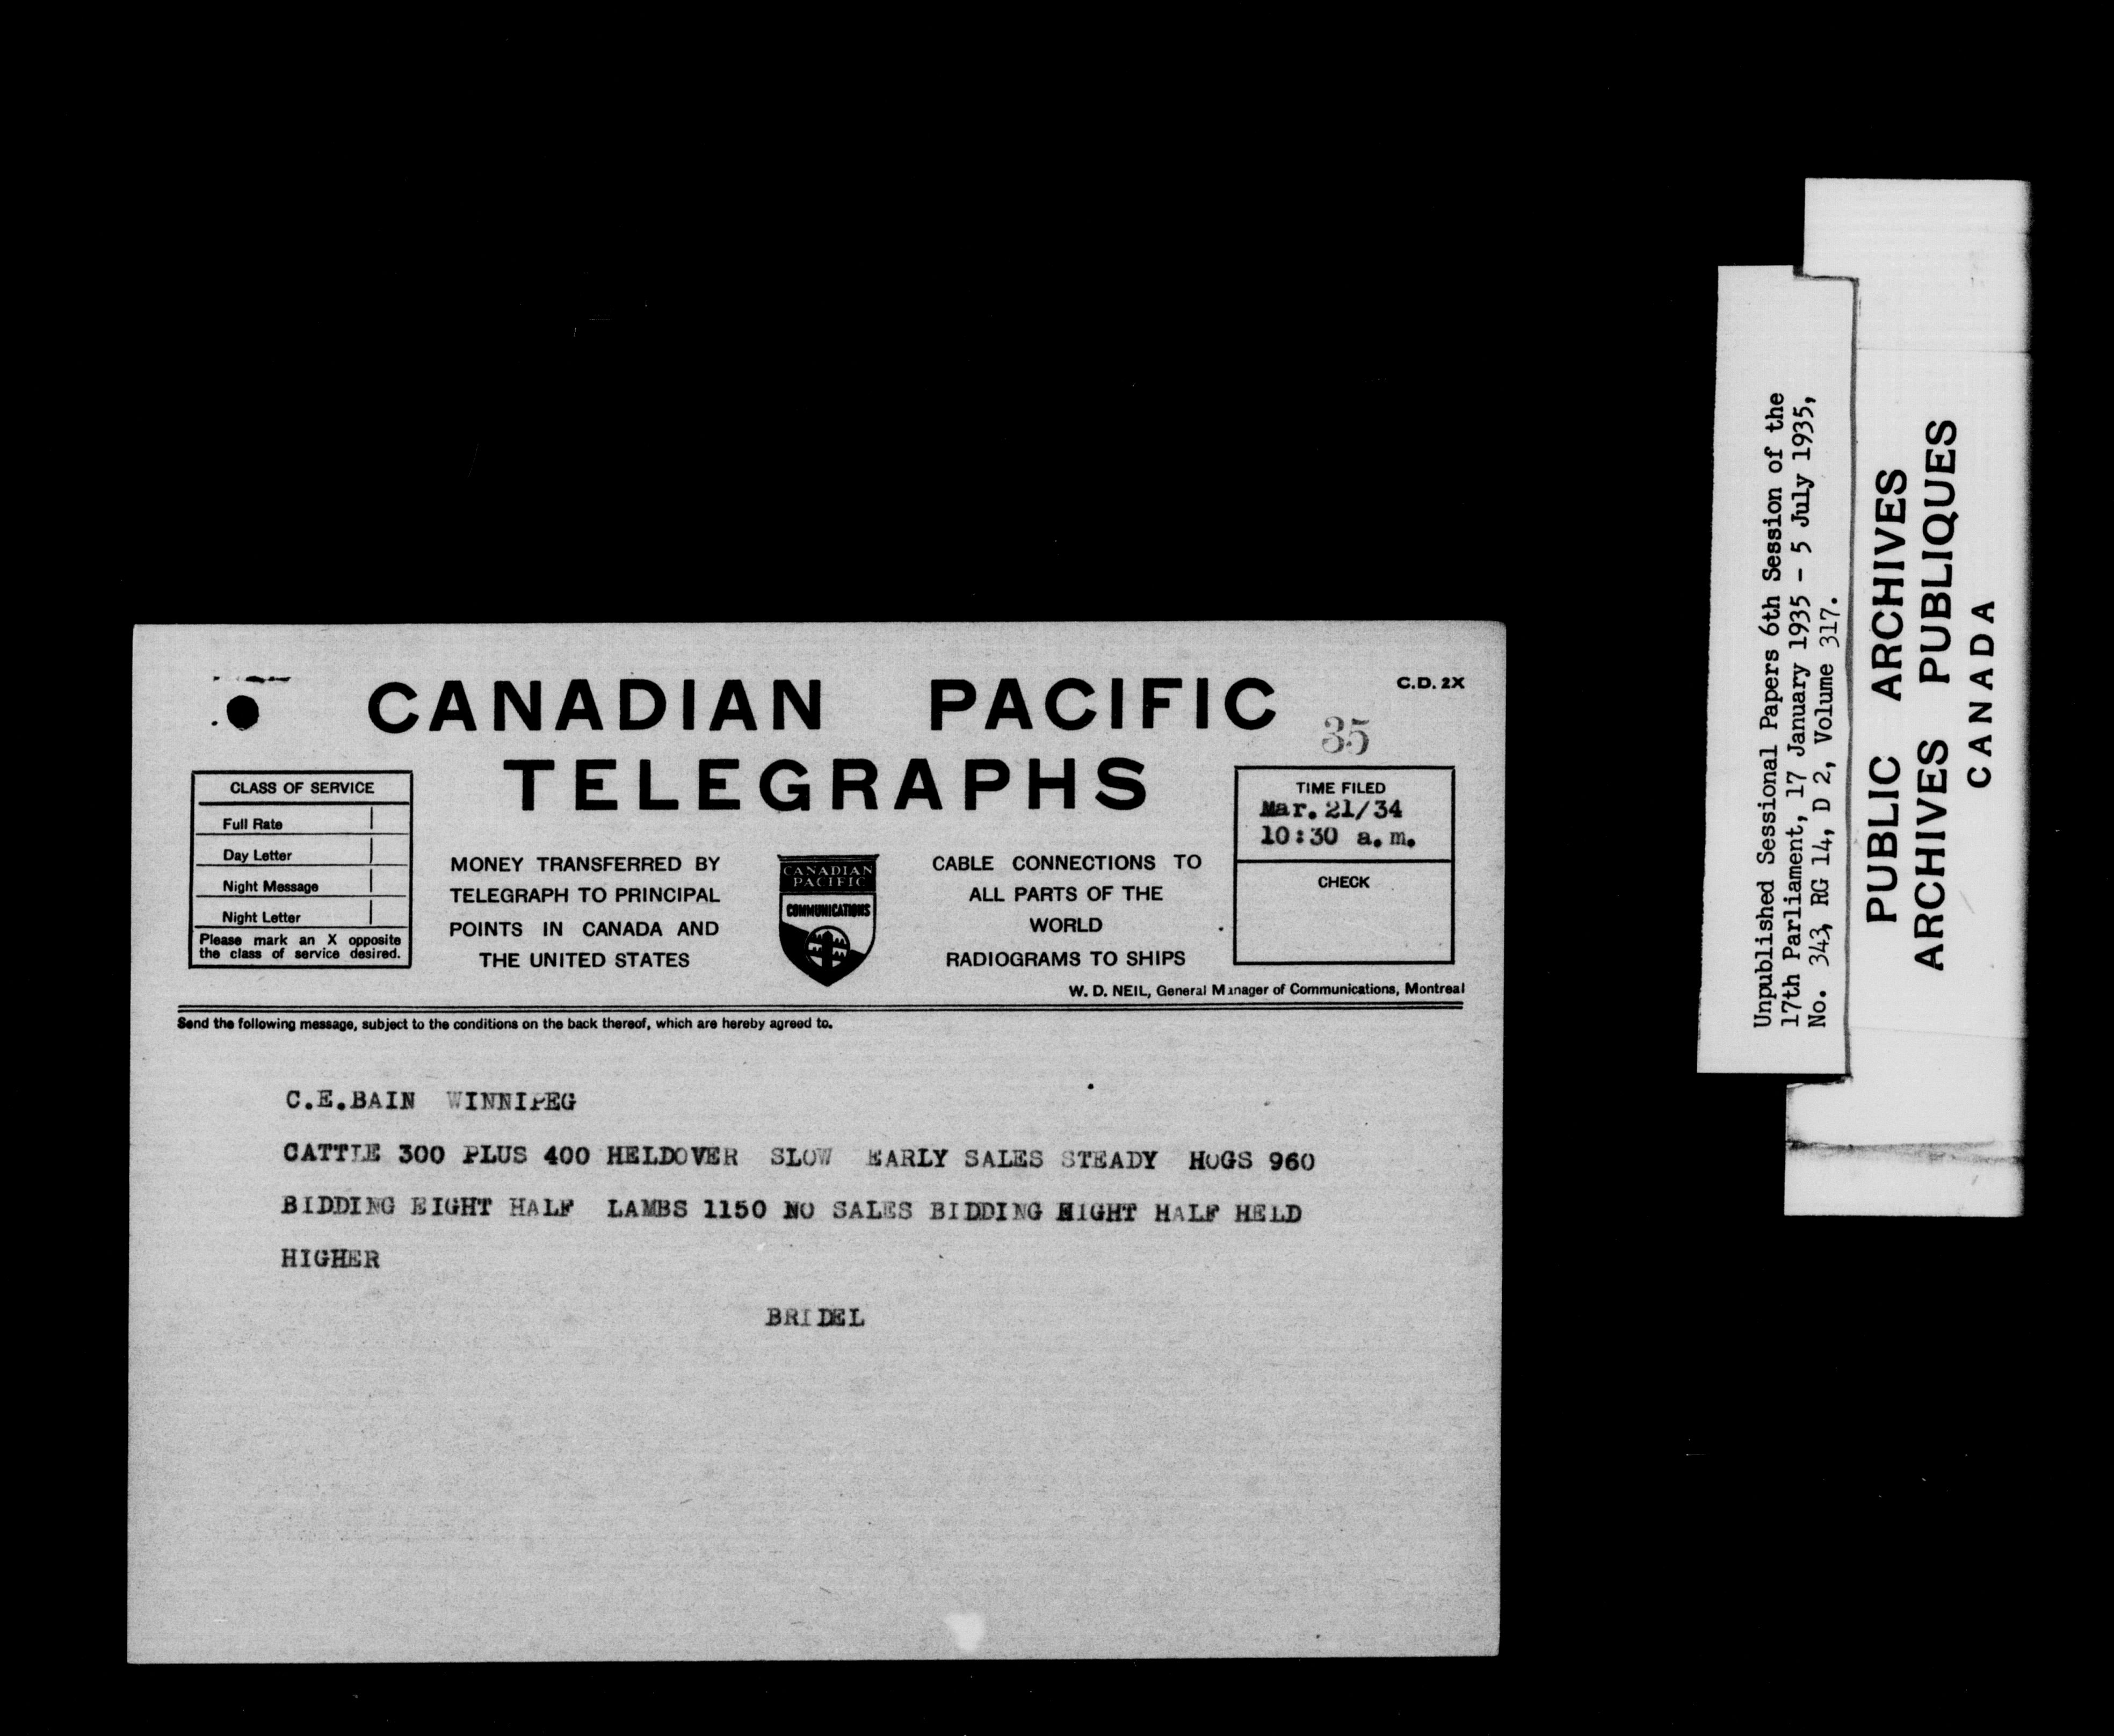 CANADIAN PACIFIC
TELEGRAPHS
C.D. 2X
35
CLASS OF SERVICE
Full Rate
Day Letter
Night Message
Night Letter
Please mark an X opposite
the class of service desired.
MONEY TRANSFERRED BY
TELEGRAPH TO PRINCIPAL
POINTS IN CANADA AND
THE UNITED STATES
CANADIAN
PACIFIC
COMMUNICATIONS
CABLE CONNECTIONS TO
ALL PARTS OF THE
WORLD
RADIOGRAMS TO SHIPS
TIME FILED
Mar. 21/34
10:30 a.m.
CHECK
W. D. NEIL, General Manager of Communications, Montreal
Send the following message, subject to the conditions on the back thereof, which are hereby agreed to.
C.E.BAIN WINNIPEG
CATTLE 300 PLUS 400 HELDOVER SLOW EARLY SALES STEADY HOGS 960
BIDDING EIGHT HALF LAMBS 1150 NO SALES BIDDING EIGHT HALF HELD
HIGHER
BRIDEL
Unpublished Sessional Papers 6th Session of the
17th Parliament, 17 January 1935 - 5 July 1935,
No. 343, RG 14, D 2, Volume 317.
PUBLIC ARCHIVES
ARCHIVES PUBLIQUES
CANADA